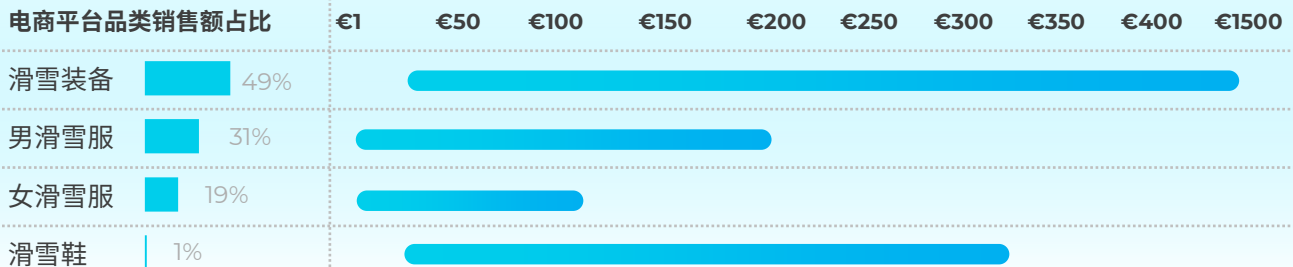 电商平台品类销售额占比 €1 €50 €100 €150 €200 €250 €300 €350 €400 €1500
滑雪装备 49%
男滑雪服 31%
女滑雪服 19%
滑雪鞋 1%